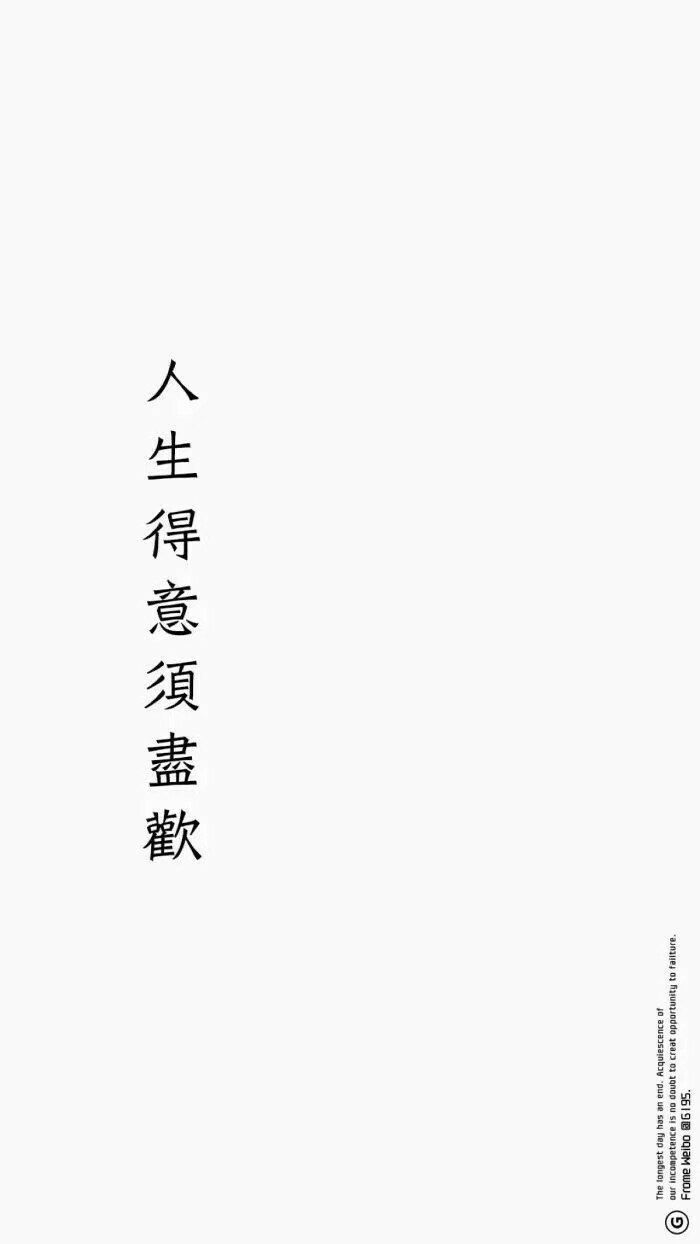 人生得意須盡歡
The longest day has an end. Acquiescence of
our incompetence is no doubt to creat opportunity to failture.
Frome Weibo @G195.
G